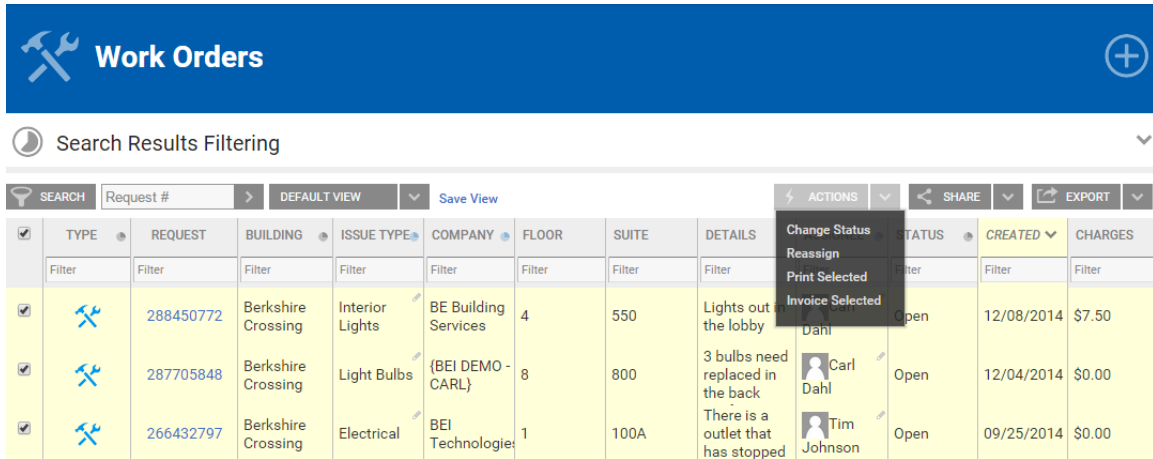 Work Orders
Search Results Filtering
SEARCH Request # DEFAULT VIEW Save View ACTIONS SHARE EXPORT
Change Status
Reassign
Print Selected
Invoice Selected
TYPE REQUEST BUILDING ISSUE TYPE COMPANY FLOOR SUITE DETAILS STATUS CREATED CHARGES
Filter Filter Filter Filter Filter Filter Filter Filter Filter Filter Filter
288450772 Berkshire Crossing Interior Lights BE Building Services 4 550 Lights out in the lobby Carl Dahl Open 12/08/2014 $7.50
287705848 Berkshire Crossing Light Bulbs {BEI DEMO - CARL} 8 800 3 bulbs need replaced in the back Carl Dahl Open 12/04/2014 $0.00
266432797 Berkshire Crossing Electrical BEI Technologies 1 100A There is a outlet that has stopped Tim Johnson Open 09/25/2014 $0.00